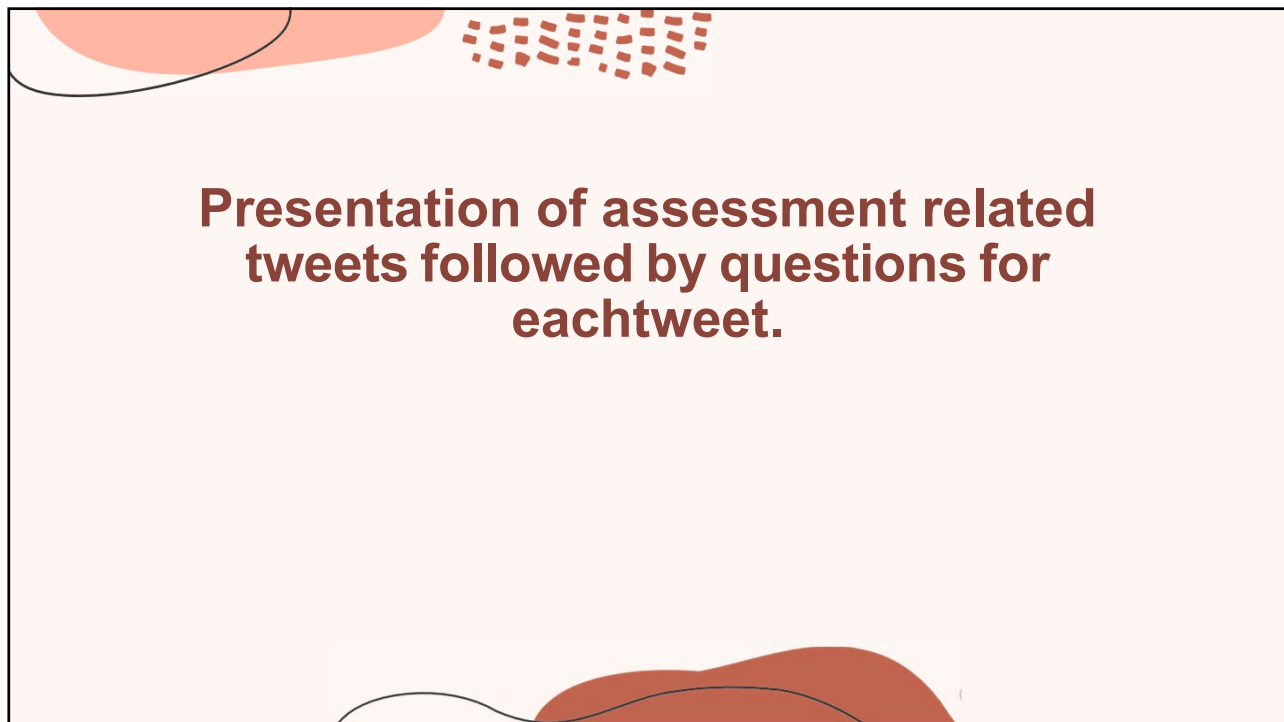 Presentation of assessment related
tweets followed by questions for
eachtweet.